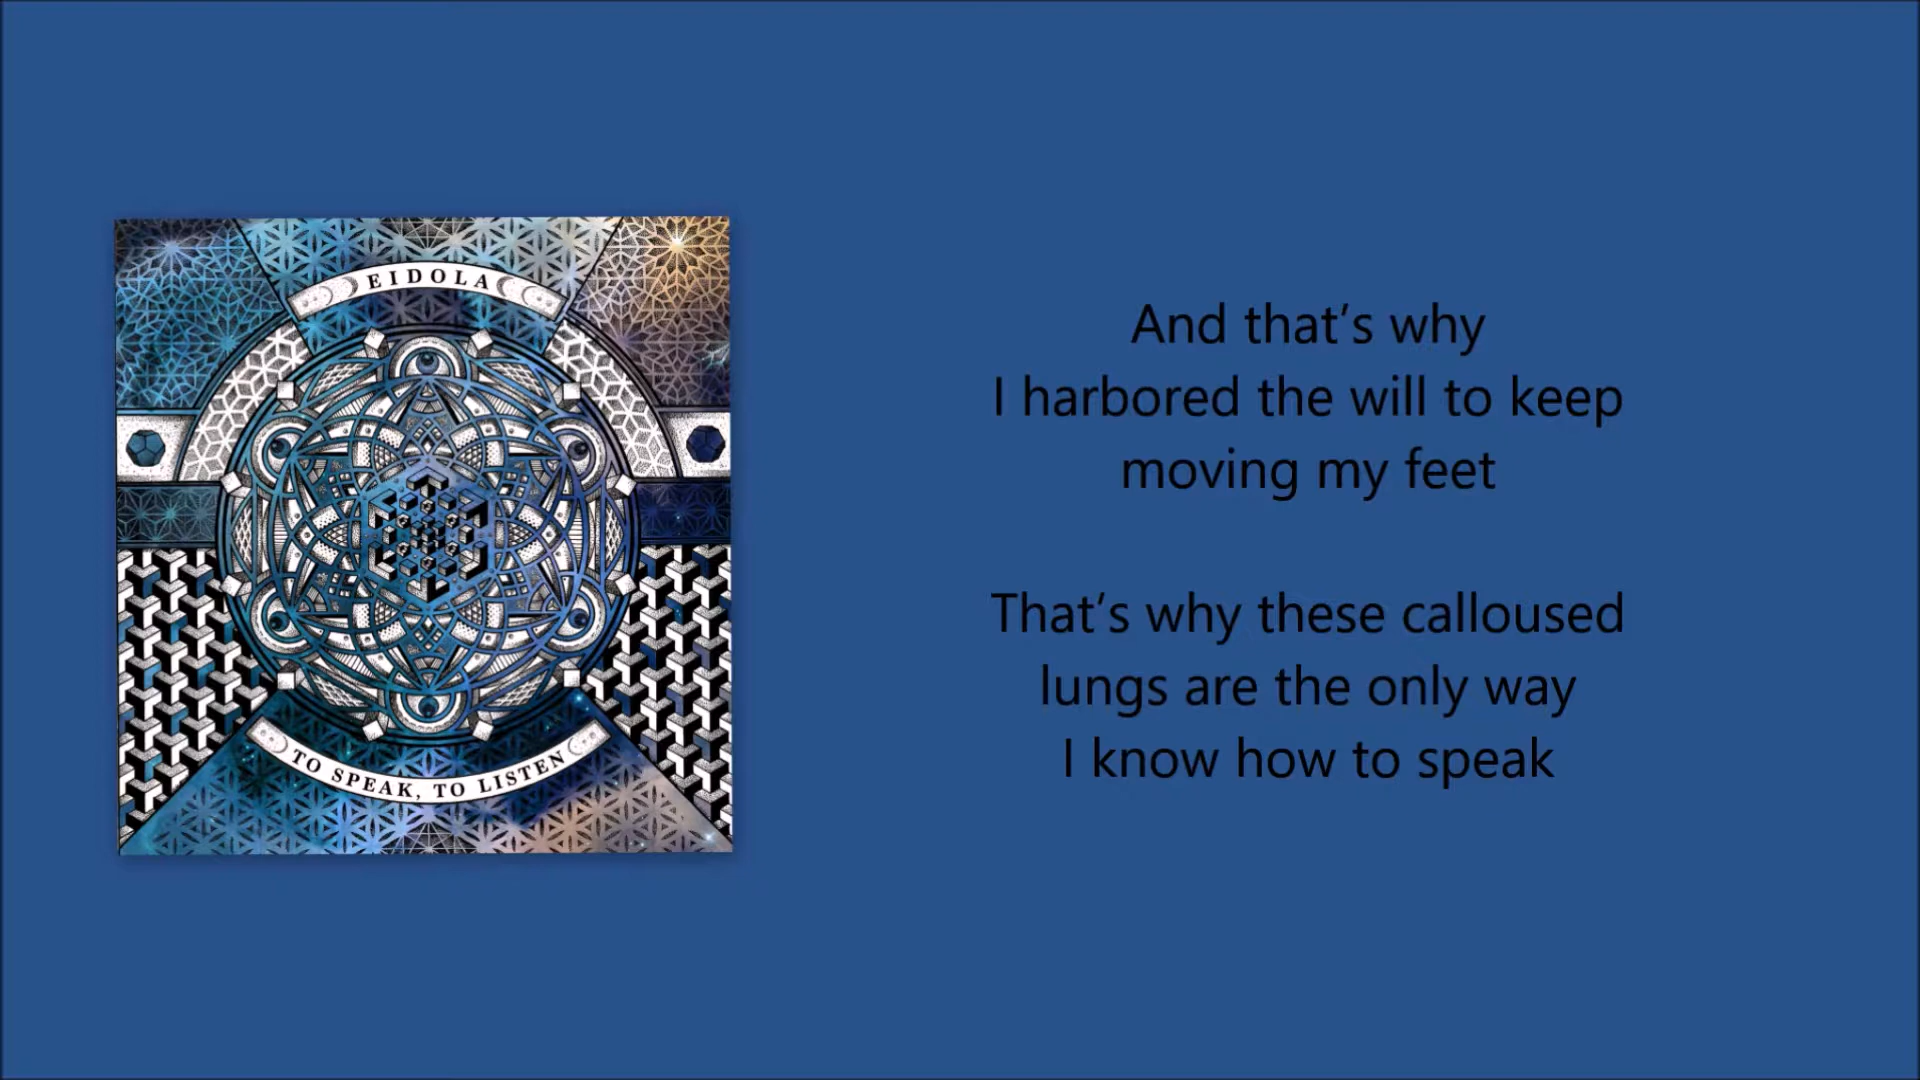 EIDOLA
TO SPEAK, TO LISTEN
And that's why
I harbored the will to keep
moving my feet
That's why these calloused
lungs are the only way
I know how to speak